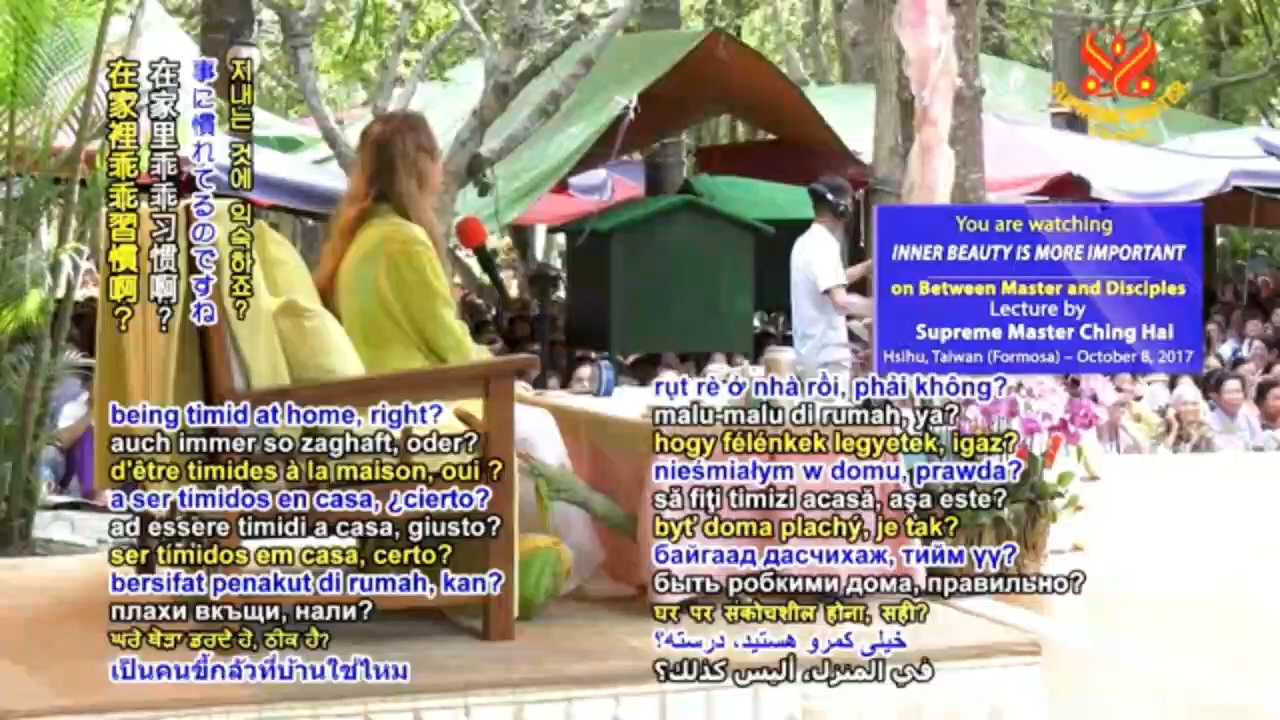 在家裡乖乖習慣啊？
在家里乖乖习惯啊？
事に慣れてるのですね
저내는 것에 익숙하죠?
You are watching
INNER BEAUTY IS MORE IMPORTANT
on Between Master and Disciples
Lecture by
Supreme Master Ching Hai
Hsihu, Taiwan (Formosa) – October 8, 2017
being timid at home, right?
auch immer so zaghaft, oder?
d'être timides à la maison, oui ?
a ser tímidos en casa, ¿cierto?
ad essere timidi a casa, giusto?
ser tímidos em casa, certo?
bersifat penakut di rumah, kan?
плахи вкъщи, нали?
ਘਰੇ ਥੋੜਾ ਡਰਦੇ ਹੋ, ਠੀਕ ਹੈ?
เป็นคนขี้กลัวที่บ้านใช่ไหม
rụt rè ở nhà rồi, phải không?
malu-malu di rumah, ya?
hogy félénkek legyetek, igaz?
nieśmiałym w domu, prawda?
să fiţi timizi acasă, aşa este?
byť doma plachý, je tak?
байгаад дасчихаж, тийм үү?
быть робкими дома, правильно?
घर पर संकोचशील होना, सही?
خیلی کمرو هستید، درسته؟
في المنزل، أليس كذلك؟